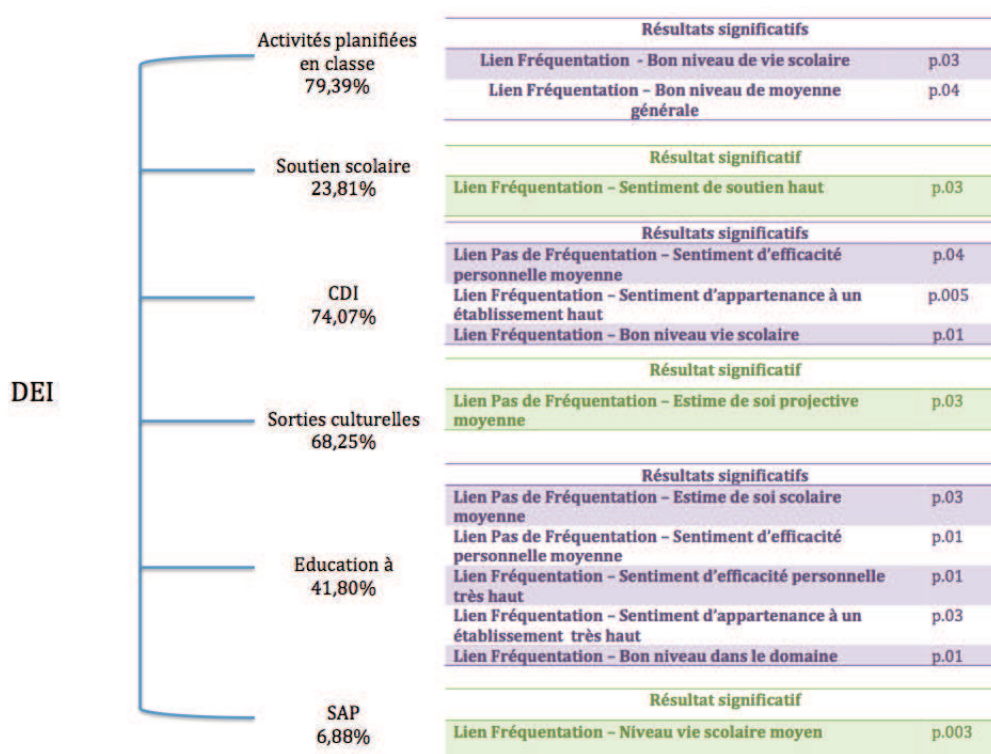 DEI
Activités planifiées
en classe
79,39%
Résultats significatifs
Lien Fréquentation - Bon niveau de vie scolaire p.03
Lien Fréquentation – Bon niveau de moyenne p.04
générale
Soutien scolaire
23,81%
Résultat significatif
Lien Fréquentation – Sentiment de soutien haut p.03
CDI
74,07%
Résultats significatifs
Lien Pas de Fréquentation – Sentiment d'efficacité p.04
personnelle moyenne
Lien Fréquentation – Sentiment d'appartenance à un p.005
établissement haut
Lien Fréquentation – Bon niveau vie scolaire p.01
Sorties culturelles
68,25%
Résultat significatif
Lien Pas de Fréquentation – Estime de soi projective p.03
moyenne
Education à
41,80%
Résultats significatifs
Lien Pas de Fréquentation – Estime de soi scolaire p.03
moyenne
Lien Pas de Fréquentation – Sentiment d'efficacité p.01
personnelle moyenne
Lien Fréquentation – Sentiment d'efficacité personnelle p.01
très haut
Lien Fréquentation – Sentiment d'appartenance à un p.03
établissement très haut
Lien Fréquentation – Bon niveau dans le domaine p.01
SAP
6,88%
Résultat significatif
Lien Fréquentation – Niveau vie scolaire moyen p.003